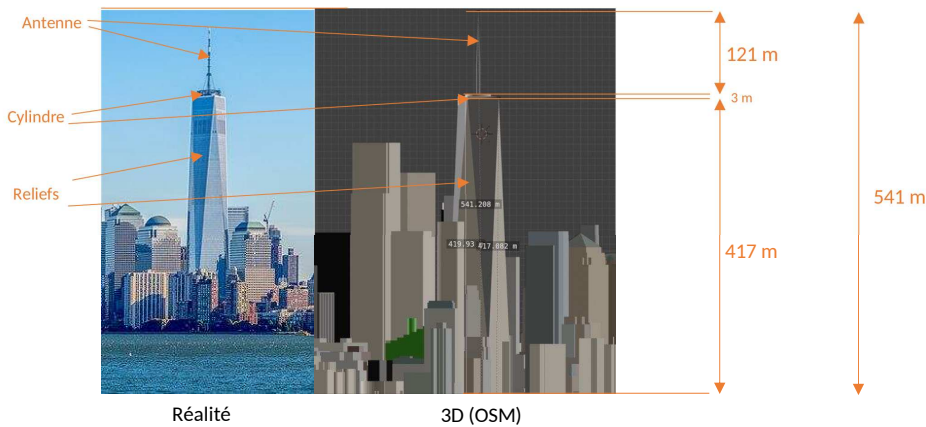 Antenne
Cylindre
Reliefs
541.208 m
419.93
417.082 m
121 m
3 m
417 m
541 m
Réalité
3D (OSM)